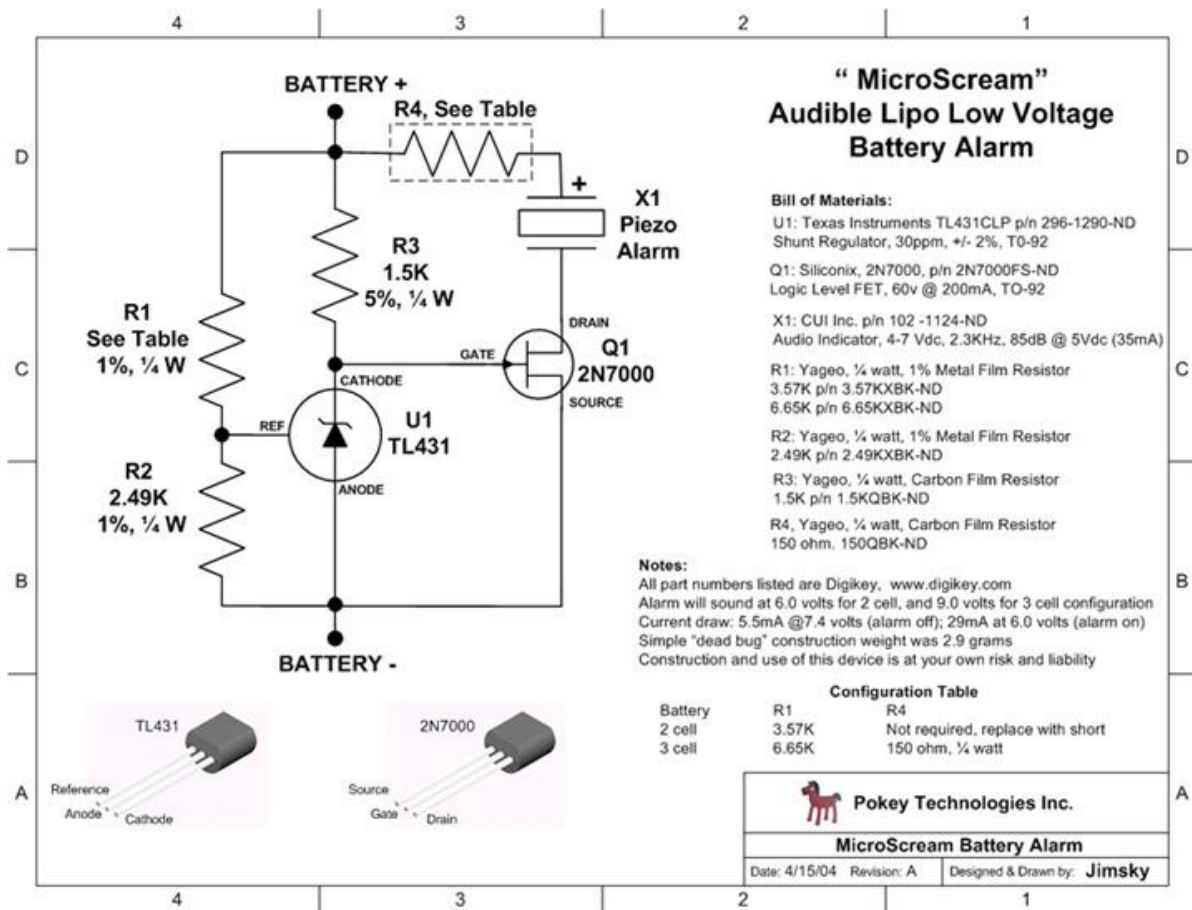 4 3 2 1
D
C
B
A
D
C
B
A
BATTERY +
R4, See Table
+
X1
Piezo
Alarm
R3
1.5K
5%, ¼ W
R1
See Table
1%, ¼ W
DRAIN
GATE
Q1
2N7000
SOURCE
CATHODE
REF
U1
TL431
ANODE
R2
2.49K
1%, ¼ W
BATTERY -
“ MicroScream”
Audible Lipo Low Voltage
Battery Alarm
Bill of Materials:
U1: Texas Instruments TL431CLP p/n 296-1290-ND
Shunt Regulator, 30ppm, +/- 2%, T0-92
Q1: Siliconix, 2N7000, p/n 2N7000FS-ND
Logic Level FET, 60v @ 200mA, TO-92
X1: CUI Inc. p/n 102 -1124-ND
Audio Indicator, 4-7 Vdc, 2.3KHz, 85dB @ 5Vdc (35mA)
R1: Yageo, ¼ watt, 1% Metal Film Resistor
3.57K p/n 3.57KXBK-ND
6.65K p/n 6.65KXBK-ND
R2: Yageo, ¼ watt, 1% Metal Film Resistor
2.49K p/n 2.49KXBK-ND
R3: Yageo, ¼ watt, Carbon Film Resistor
1.5K p/n 1.5KQBK-ND
R4, Yageo, ¼ watt, Carbon Film Resistor
150 ohm. 150QBK-ND
Notes:
All part numbers listed are Digikey, www.digikey.com
Alarm will sound at 6.0 volts for 2 cell, and 9.0 volts for 3 cell configuration
Current draw: 5.5mA @7.4 volts (alarm off); 29mA at 6.0 volts (alarm on)
Simple “dead bug” construction weight was 2.9 grams
Construction and use of this device is at your own risk and liability
Configuration Table
Battery R1 R4
2 cell 3.57K Not required, replace with short
3 cell 6.65K 150 ohm, ¼ watt
TL431
Reference
Anode
Cathode
2N7000
Source
Gate
Drain
Pokey Technologies Inc.
MicroScream Battery Alarm
Date: 4/15/04 Revision: A Designed & Drawn by: Jimsky
4 3 2 1